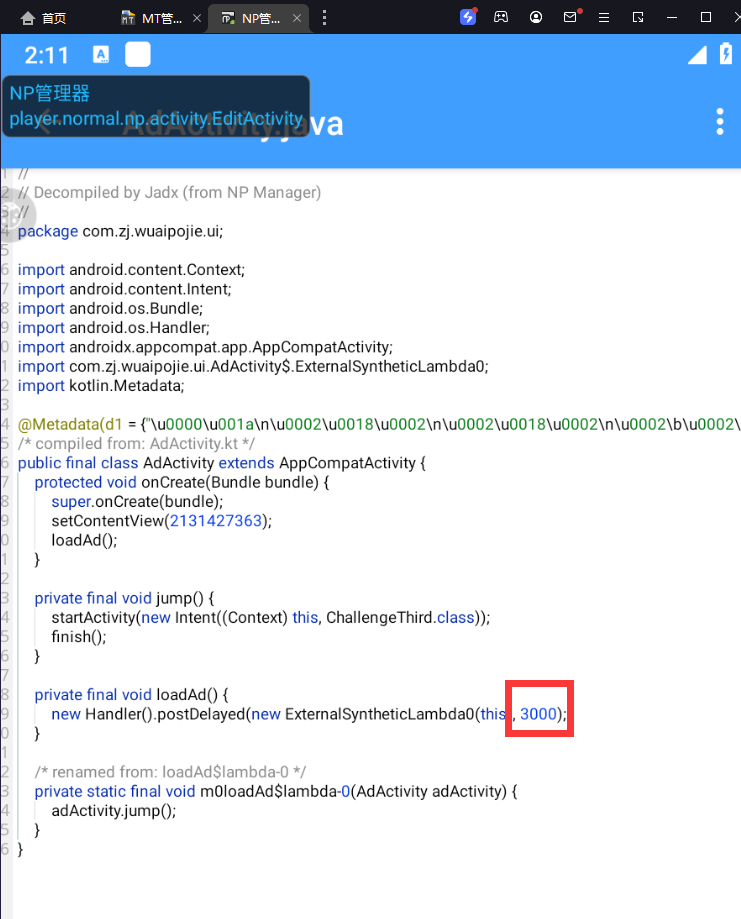 首页
MT管...
NP管...
2:11
A
NP管理器
player.normal.np.activity.EditActivity
AdActivity.java
1 //
2 // Decompiled by Jadx (from NP Manager)
3 //
4 package com.zj.wuaipojie.ui;
5
6 import android.content.Context;
7 import android.content.Intent;
8 import android.os.Bundle;
9 import android.os.Handler;
0 import androidx.appcompat.app.AppCompatActivity;
1 import com.zj.wuaipojie.ui.AdActivity$.ExternalSyntheticLambda0;
2 import kotlin.Metadata;
3
4 @Metadata(d1 = {"\u0000\u001a\n\u0002\u0018\u0002\n\u0002\u0018\u0002\n\u0002\b\u0002\
5 /* compiled from: AdActivity.kt */
6 public final class AdActivity extends AppCompatActivity {
7 protected void onCreate(Bundle bundle) {
8 super.onCreate(bundle);
9 setContentView(2131427363);
0 loadAd();
1 }
2
3 private final void jump() {
4 startActivity(new Intent((Context) this, ChallengeThird.class));
5 finish();
6 }
7
8 private final void loadAd() {
9 new Handler().postDelayed(new ExternalSyntheticLambda0(this), 3000);
0 }
1
2 /* renamed from: loadAd$lambda-0 */
3 private static final void m0loadAd$lambda-0(AdActivity adActivity) {
4 adActivity.jump();
5 }
6 }